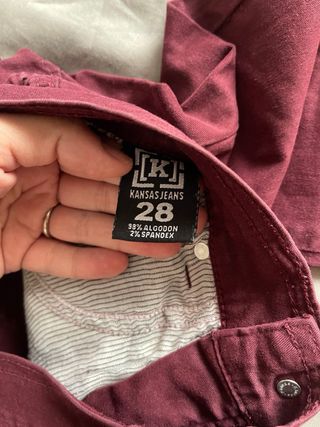 [K]
KANSAS JEANS
28
98% ALGODON
2% SPANDEX